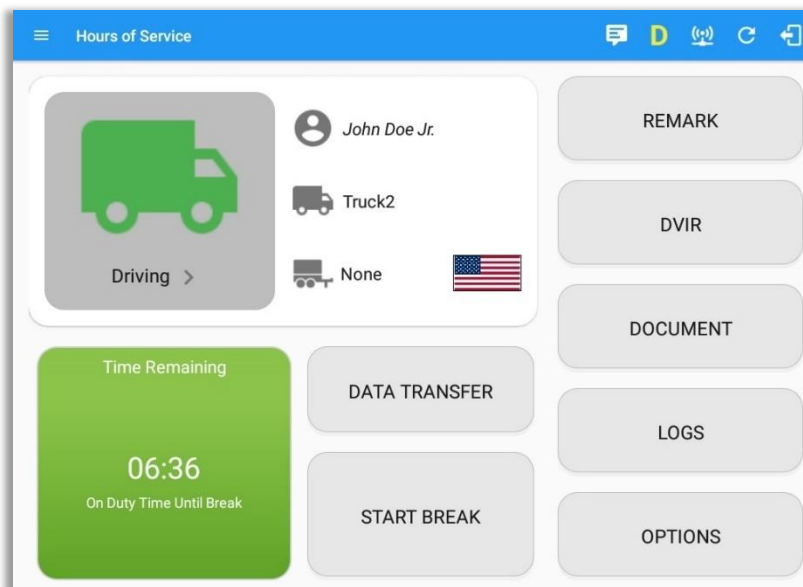 Hours of Service
D
John Doe Jr.
Truck2
None
Driving
REMARK
DVIR
DOCUMENT
LOGS
OPTIONS
Time Remaining
06:36
On Duty Time Until Break
DATA TRANSFER
START BREAK